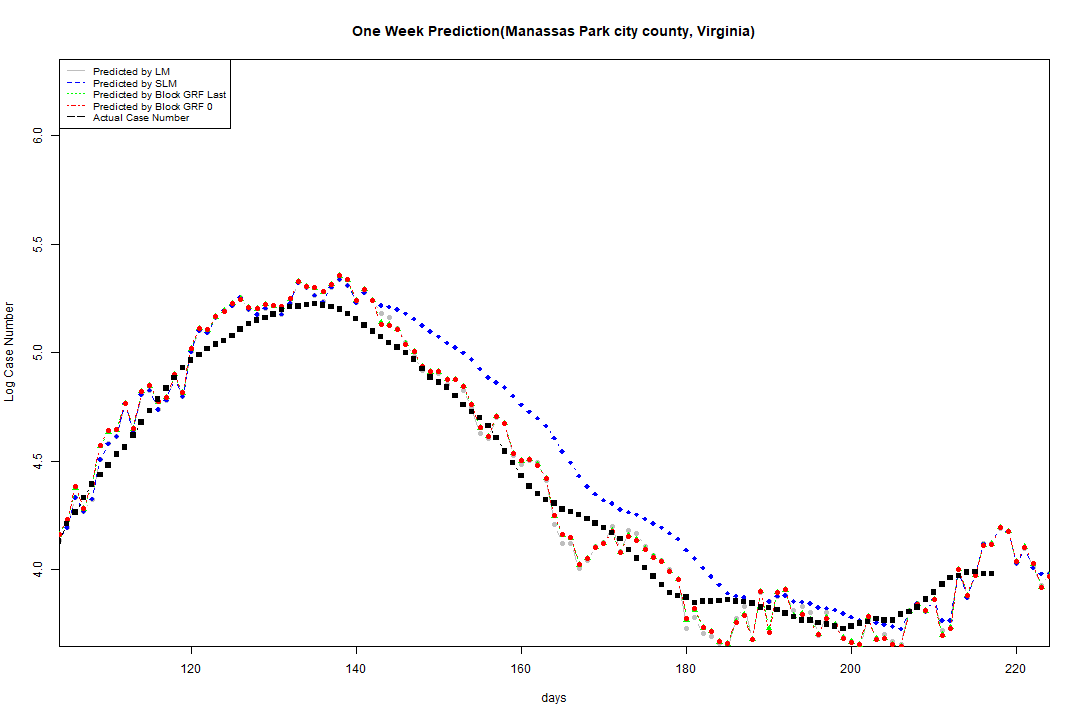 One Week Prediction(Manassas Park city county, Virginia)
Predicted by LM
Predicted by SLM
Predicted by Block GRF Last
Predicted by Block GRF 0
Actual Case Number
6.0
5.5
5.0
4.5
4.0
Log Case Number
120 140 160 180 200 220
days